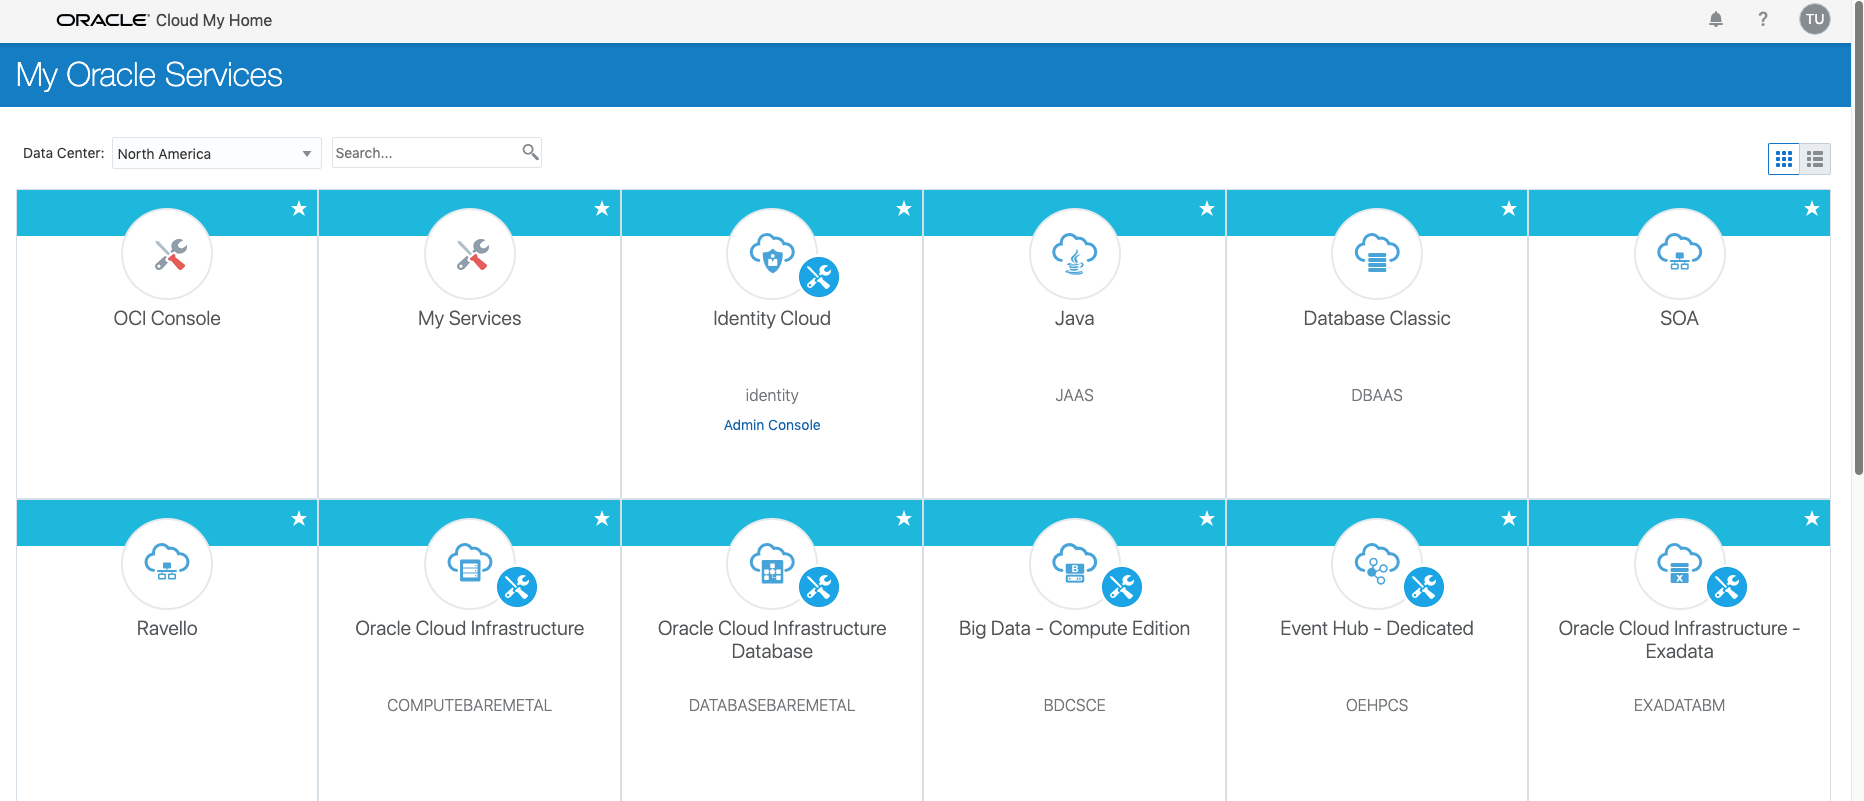 ORACLE® Cloud My Home
?
TU
My Oracle Services
Data Center:
North America
Search...
OCI Console
My Services
Identity Cloud
Java
Database Classic
SOA
identity
JAAS
DBAAS
Admin Console
Ravello
Oracle Cloud Infrastructure
Oracle Cloud Infrastructure
Database
Big Data - Compute Edition
Event Hub - Dedicated
Oracle Cloud Infrastructure -
Exadata
COMPUTEBAREMETAL
DATABASEBAREMETAL
BDCSCE
OEHPCS
EXADATABM